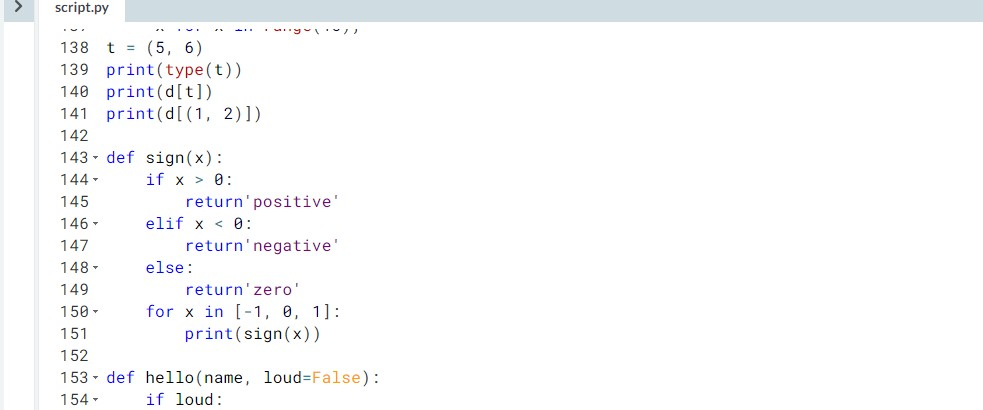 script.py
138 t = (5, 6)
139 print(type(t))
140 print(d[t])
141 print(d[(1, 2)])
142
143 def sign(x):
144     if x > 0:
145         return'positive'
146     elif x < 0:
147         return'negative'
148     else:
149         return'zero'
150     for x in [-1, 0, 1]:
151         print(sign(x))
152
153 def hello(name, loud=False):
154     if loud: